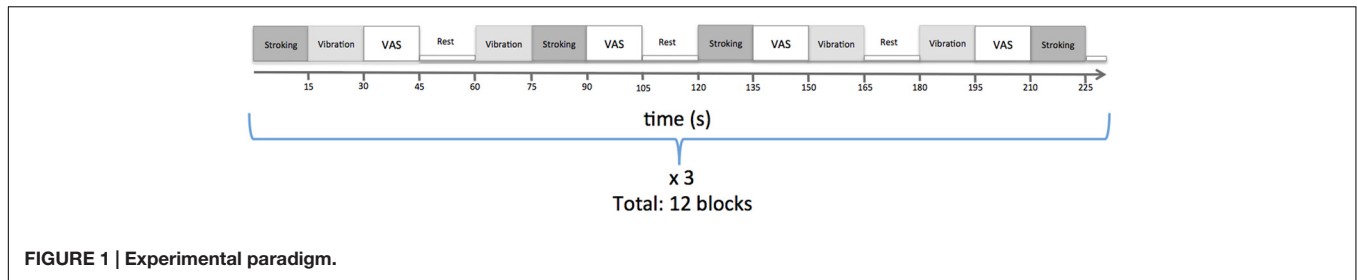 Stroking Vibration VAS Rest Vibration Stroking VAS Rest Stroking VAS Vibration Rest Vibration VAS Stroking
15 30 45 60 75 90 105 120 135 150 165 180 195 210 225
time (s)
x 3
Total: 12 blocks
FIGURE 1 | Experimental paradigm.